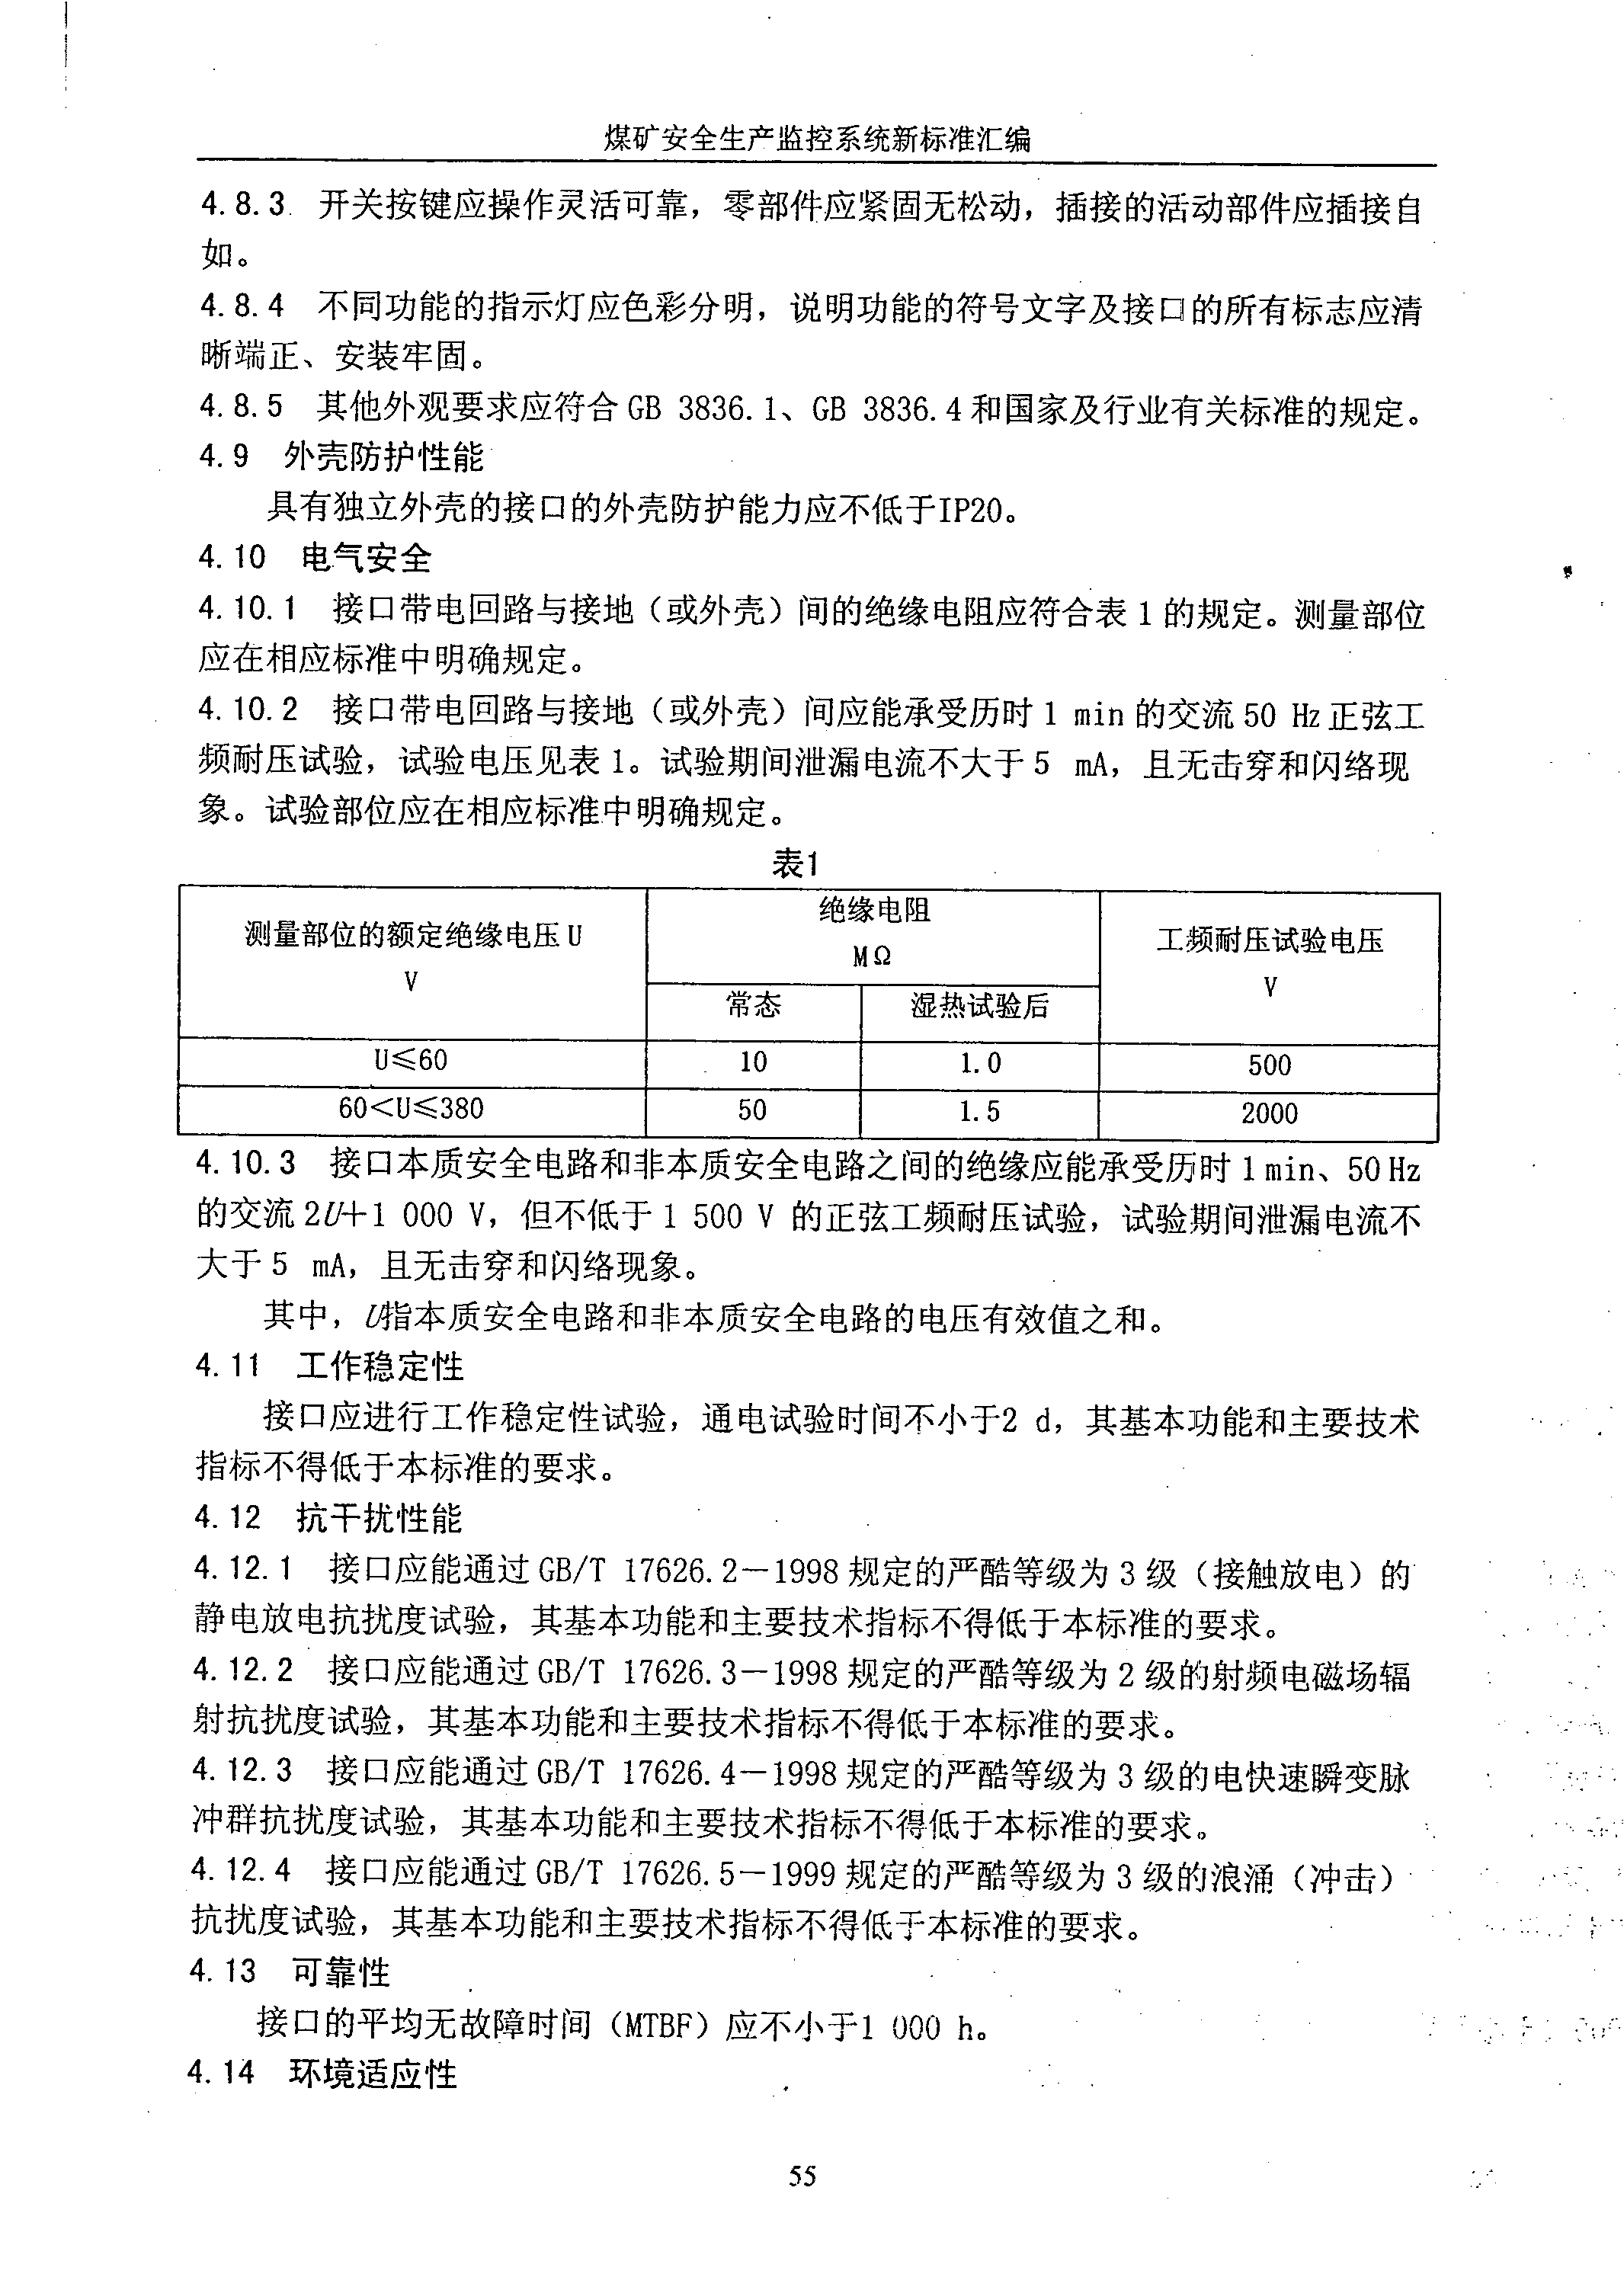 煤矿安全生产监控系统新标准汇编
4.8.3 开关按键应操作灵活可靠，零部件应紧固无松动，插接的活动部件应插接自
如。
4.8.4 不同功能的指示灯应色彩分明，说明功能的符号文字及接口的所有标志应清
晰端正、安装牢固。
4.8.5 其他外观要求应符合 GB 3836.1、GB 3836.4 和国家及行业有关标准的规定。
4.9 外壳防护性能
具有独立外壳的接口的外壳防护能力应不低于IP20。
4.10 电气安全
4.10.1 接口带电回路与接地（或外壳）间的绝缘电阻应符合表 1 的规定。测量部位
应在相应标准中明确规定。
4.10.2 接口带电回路与接地（或外壳）间应能承受历时 1 min 的交流 50 Hz 正弦工
频耐压试验，试验电压见表 1。试验期间泄漏电流不大于 5 mA，且无击穿和闪络现
象。试验部位应在相应标准中明确规定。
表1
测量部位的额定绝缘电压 U
V
绝缘电阻
MΩ
工频耐压试验电压
V
常态 湿热试验后
U≤60 10 1.0 500
60＜U≤380 50 1.5 2000
4.10.3 接口本质安全电路和非本质安全电路之间的绝缘应能承受历时 1 min、50 Hz
的交流 2U+1 000 V，但不低于 1 500 V 的正弦工频耐压试验，试验期间泄漏电流不
大于 5 mA，且无击穿和闪络现象。
其中，U指本质安全电路和非本质安全电路的电压有效值之和。
4.11 工作稳定性
接口应进行工作稳定性试验，通电试验时间不小于2 d，其基本功能和主要技术
指标不得低于本标准的要求。
4.12 抗干扰性能
4.12.1 接口应能通过 GB/T 17626.2－1998 规定的严酷等级为 3 级（接触放电）的
静电放电抗扰度试验，其基本功能和主要技术指标不得低于本标准的要求。
4.12.2 接口应能通过 GB/T 17626.3－1998 规定的严酷等级为 2 级的射频电磁场辐
射抗扰度试验，其基本功能和主要技术指标不得低于本标准的要求。
4.12.3 接口应能通过 GB/T 17626.4－1998 规定的严酷等级为 3 级的电快速瞬变脉
冲群抗扰度试验，其基本功能和主要技术指标不得低于本标准的要求。
4.12.4 接口应能通过 GB/T 17626.5－1999 规定的严酷等级为 3 级的浪涌（冲击）
抗扰度试验，其基本功能和主要技术指标不得低于本标准的要求。
4.13 可靠性
接口的平均无故障时间（MTBF）应不小于1 000 h。
4.14 环境适应性
55